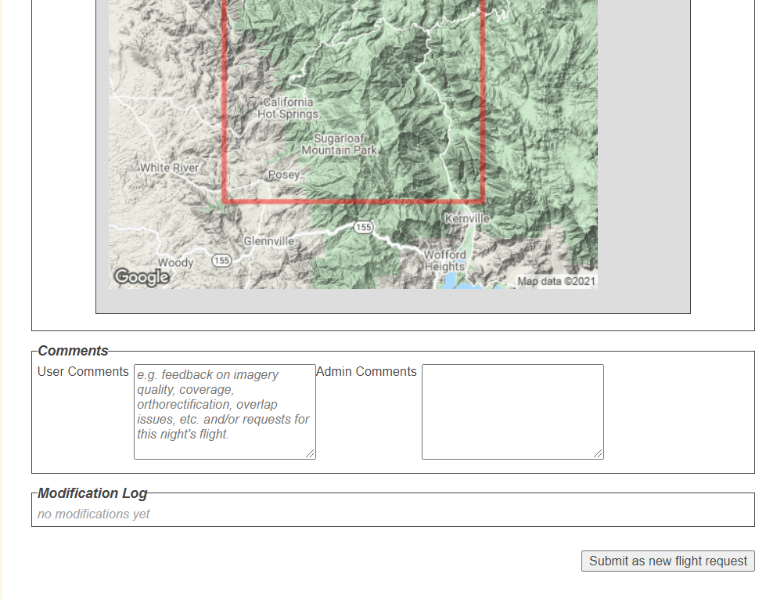 California
Hot Springs
Sugarloaf
Mountain Park
White River
Posey
Kernville
155
Glennville
Wofford
Heights
Woody
155
Google
Map data ©2021
Comments
User Comments
e.g. feedback on imagery
quality, coverage,
orthorectification, overlap
issues, etc. and/or requests for
this night's flight.
Admin Comments
Modification Log
no modifications yet
Submit as new flight request